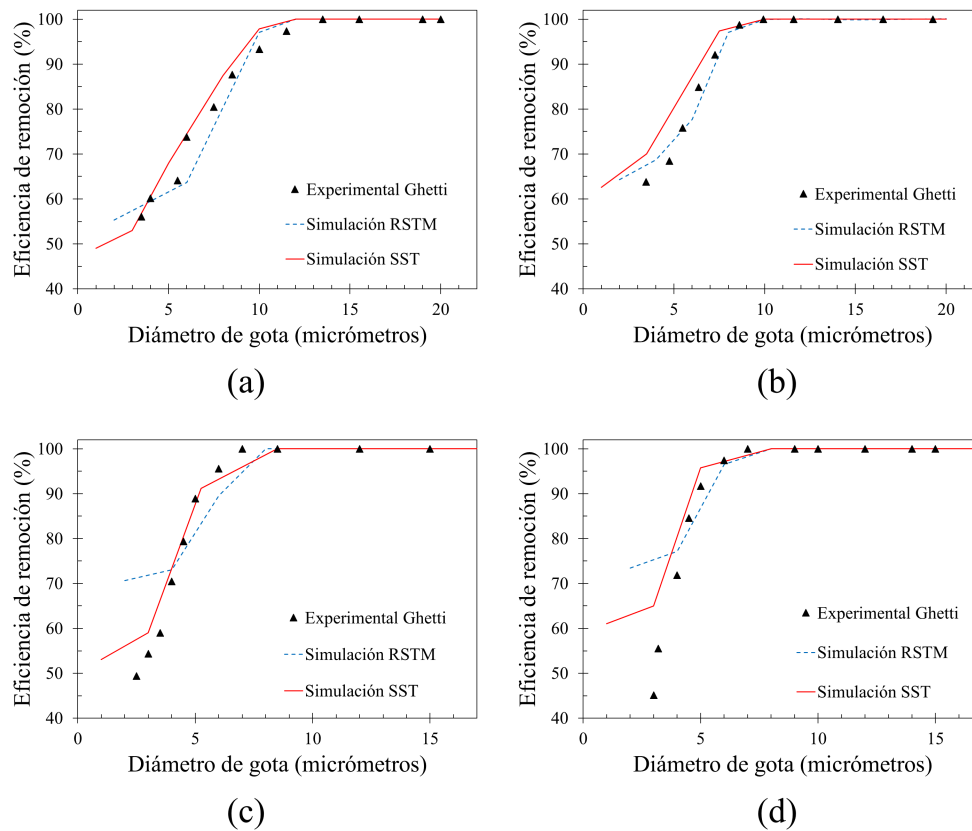 Eficiencia de remoción (%)
100
90
80
70
60
50
40
Experimental Ghetti
Simulación RSTM
Simulación SST
0 5 10 15 20
Diámetro de gota (micrómetros)
(a)
Eficiencia de remoción (%)
100
90
80
70
60
50
40
Experimental Ghetti
Simulación RSTM
Simulación SST
0 5 10 15 20
Diámetro de gota (micrómetros)
(b)
Eficiencia de remoción (%)
100
90
80
70
60
50
40
Experimental Ghetti
Simulación RSTM
Simulación SST
0 5 10 15
Diámetro de gota (micrómetros)
(c)
Eficiencia de remoción (%)
100
90
80
70
60
50
40
Experimental Ghetti
Simulación RSTM
Simulación SST
0 5 10 15
Diámetro de gota (micrómetros)
(d)